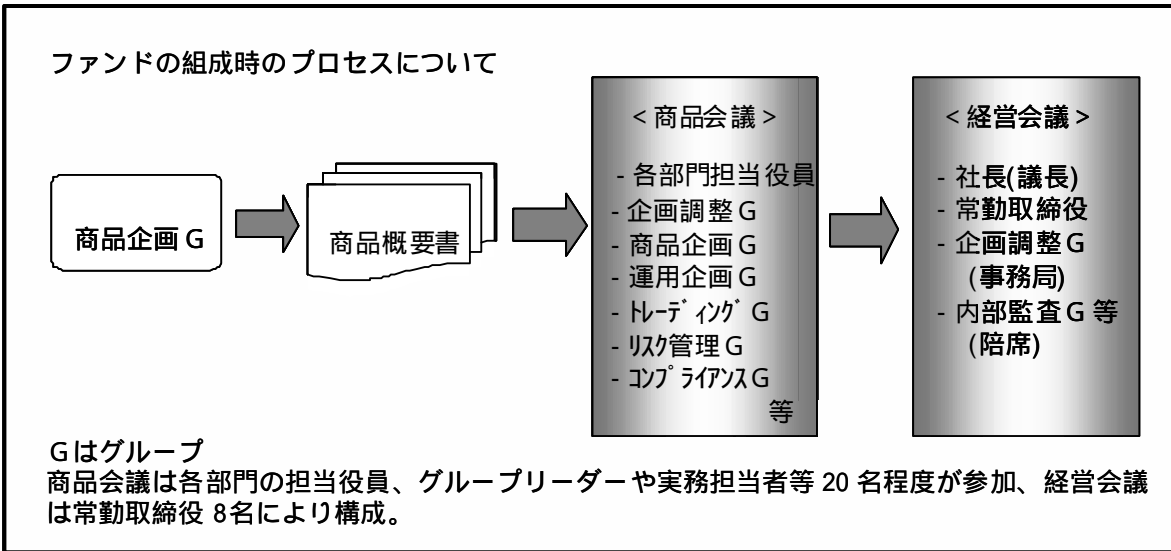 ファンドの組成時のプロセスについて
商品企画G
商品概要書
<商品会議>
- 各部門担当役員
- 企画調整G
- 商品企画G
- 運用企画G
- ﾄﾚｰﾃﾞｨﾝｸﾞG
- ﾘｽｸ管理G
- ｺﾝﾌﾟﾗｲｱﾝｽG
等
<経営会議>
- 社長(議長)
- 常勤取締役
- 企画調整G
(事務局)
- 内部監査G等
(陪席)
Gはグループ
商品会議は各部門の担当役員、グループリーダーや実務担当者等 20 名程度が参加、経営会議
は常勤取締役 8名により構成。